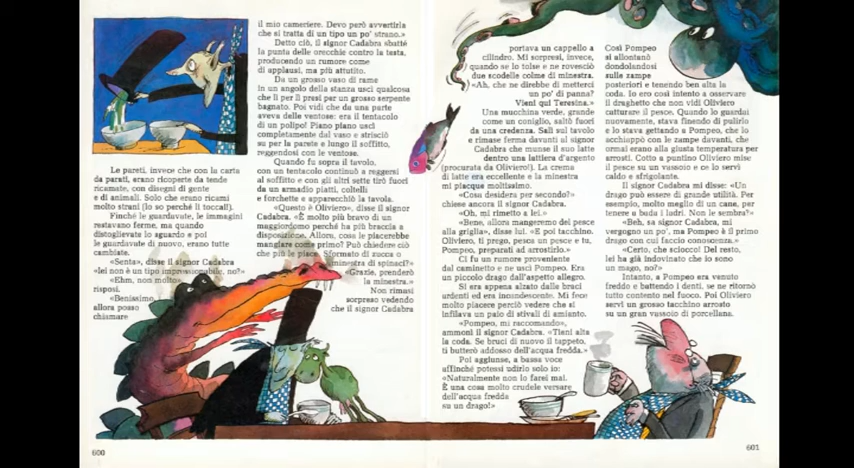 Le pareti, invece che con la carta
da parati, erano ricoperte da tende
ricamate, con disegni di gente
e di animali. Solo che erano ricami
molto strani (lo so perché li toccai!).
Finché le guardavate, le immagini
restavano ferme, ma quando
distoglievate lo sguardo e poi
le guardavate di nuovo, erano tutte
cambiate.
«Senta», disse il signor Cadabra
«lei non è un tipo impressionabile, no?»
«Ehm, non molto»
risposi.
«Benissimo,
allora posso
chiamare
il mio cameriere. Devo però avvertirla
che si tratta di un tipo un po' strano.»
Detto ciò, il signor Cadabra sbatté
la punta delle orecchie contro la testa,
producendo un rumore come
di applausi, ma più attutito.
Da un grosso vaso di rame
in un angolo della stanza uscì qualcosa
che lì per lì presi per un grosso serpente
bagnato. Poi vidi che da una parte
aveva delle ventose: era il tentacolo
di un polipo! Piano piano uscì
completamente dal vaso e strisciò
su per la parete e lungo il soffitto,
reggendosi con le ventose.
Quando fu sopra il tavolo,
con un tentacolo continuò a reggersi
al soffitto e con gli altri sette tirò fuori
da un armadio piatti, coltelli
e forchette e apparecchiò la tavola.
«Questo è Oliviero», disse il signor
Cadabra. «È molto più bravo di un
maggiordomo perché ha più braccia a
disposizione. Allora, cosa le piacerebbe
mangiare come primo? Può chiedere ciò
che più le piace. Sformato di zucca o
minestra di spinaci?»
«Grazie, prenderò
la minestra.»
Non rimasi
sorpreso vedendo
che il signor Cadabra
600
portava un cappello a
cilindro. Mi sorpresi, invece,
quando se lo tolse e ne rovesciò
due scodelle colme di minestra.
«Ah, che ne direbbe di metterci
un po' di panna?
Vieni qui Teresina.»
Una mucchina verde, grande
come un coniglio, saltò fuori
da una credenza. Salì sul tavolo
e rimase ferma davanti al signor
Cadabra che munse il suo latte
dentro una lattiera d'argento
(procurata da Oliviero!). La crema
di latte era eccellente e la minestra
mi piacque moltissimo.
«Cosa desidera per secondo?»
chiese ancora il signor Cadabra.
«Oh, mi rimetto a lei.»
«Bene, allora mangeremo del pesce
alla griglia», disse lui. «E poi tacchino.
Oliviero, ti prego, pesca un pesce e tu,
Pompeo, preparati ad arrostirlo.»
Ci fu un rumore proveniente
dal caminetto e ne uscì Pompeo. Era
un piccolo drago dall'aspetto allegro.
Si era appena alzato dalla braci
urdenti ed era incandescente. Mi fece
molto piacere perciò vedere che si
infilava un paio di stivali di amianto.
«Pompeo, mi raccomando»,
ammonì il signor Cadabra. «Tieni alta
la coda. Se bruci di nuovo il tappeto,
ti butterò addosso dell'acqua fredda.»
Poi aggiunse, a bassa voce
affinché potessi udirlo solo io:
«Naturalmente non lo farei mai.
È una cosa molto crudele versare
dell'acqua fredda
su un drago!»
Così Pompeo
si allontanò
dondolandosi
sulle zampe
posteriori e tenendo ben alta la
coda. Io ero così intento a osservare
il draghetto che non vidi Oliviero
catturare il pesce. Quando lo guardai
nuovamente, stava finendo di pulirlo
e lo stava gettando a Pompeo, che lo
acchiappò con le zampe davanti, che
ormai erano alla giusta temperatura per
arrosti. Cotto a puntino Oliviero mise
il pesce su un vassoio e ce lo servì
caldo e sfrigolante.
Il signor Cadabra mi disse: «Un
drago può essere di grande utilità. Per
esempio, molto meglio di un cane, per
tenere a bada i ladri. Non le sembra?»
«Beh, sa signor Cadabra, mi
vergogno un po', ma Pompeo è il primo
drago con cui faccio conoscenza.»
«Certo, che sciocco! Del resto,
lei ha già indovinato che io sono
un mago, no?»
Intanto, a Pompeo era venuto
freddo e battendo i denti, se ne ritornò
tutto contento nel fuoco. Poi Oliviero
servì un grosso tacchino arrosto
su un gran vassoio di porcellana.
601